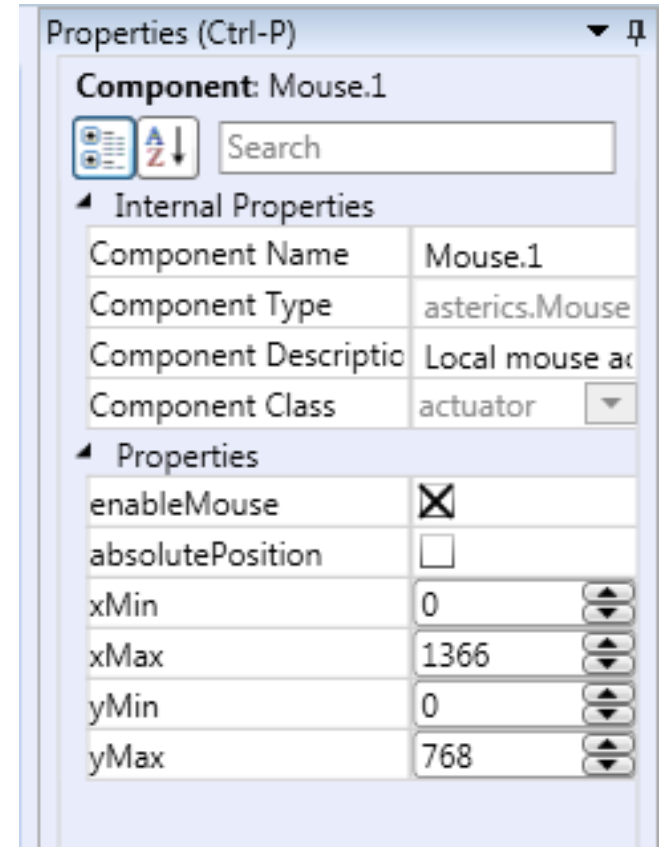 Properties (Ctrl-P)
Component: Mouse.1
A Z Search
Internal Properties
Component Name Mouse.1
Component Type asterics.Mouse
Component Descriptio Local mouse ac
Component Class actuator
Properties
enableMouse
absolutePosition
xMin 0
xMax 1366
yMin 0
yMax 768